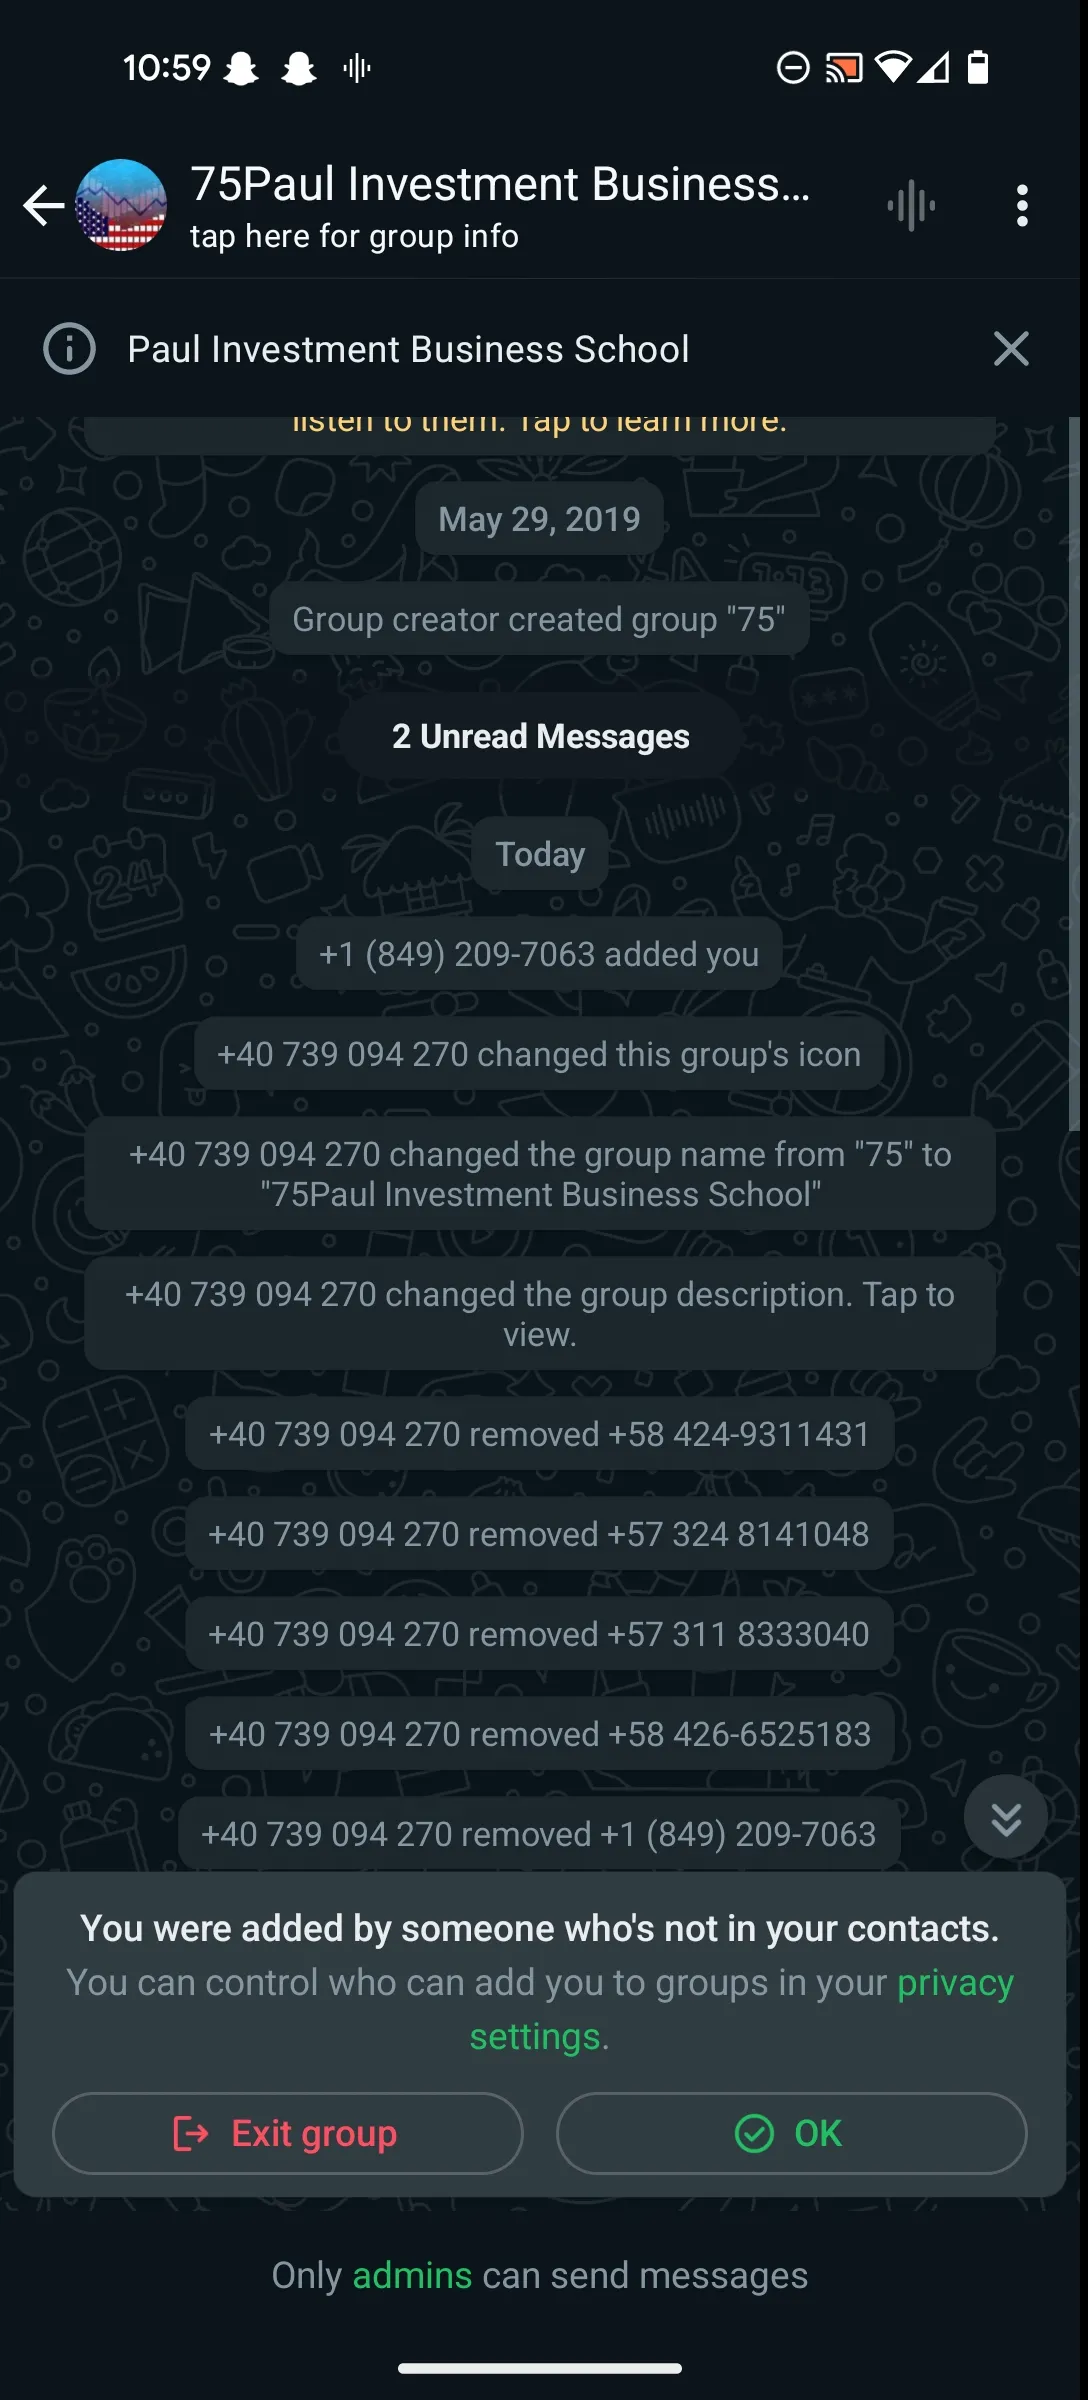 10:59
75Paul Investment Business...
tap here for group info
Paul Investment Business School
listen to them. Tap to learn more.
May 29, 2019
Group creator created group "75"
2 Unread Messages
Today
+1 (849) 209-7063 added you
+40 739 094 270 changed this group's icon
+40 739 094 270 changed the group name from "75" to
"75Paul Investment Business School"
+40 739 094 270 changed the group description. Tap to
view.
+40 739 094 270 removed +58 424-9311431
+40 739 094 270 removed +57 324 8141048
+40 739 094 270 removed +57 311 8333040
+40 739 094 270 removed +58 426-6525183
+40 739 094 270 removed +1 (849) 209-7063
You were added by someone who's not in your contacts.
You can control who can add you to groups in your privacy
settings.
Exit group
OK
Only admins can send messages